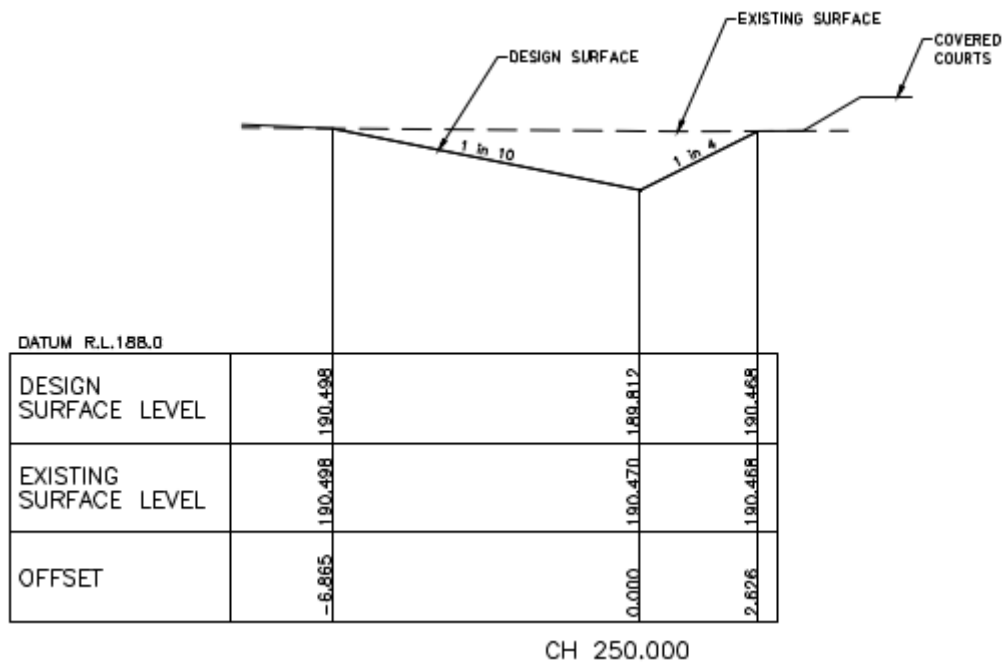 EXISTING SURFACE
COVERED
COURTS
DESIGN SURFACE
1 in 10
1 in 4
DATUM R.L.188.0
DESIGN
SURFACE LEVEL
190.498
189.812
190.468
EXISTING
SURFACE LEVEL
190.498
190.470
190.468
OFFSET
-6.865
0.000
2.626
CH 250.000